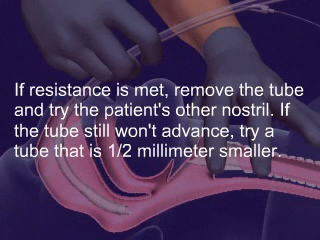 If resistance is met, remove the tube
and try the patient's other nostril. If
the tube still won't advance, try a
tube that is 1/2 millimeter smaller.